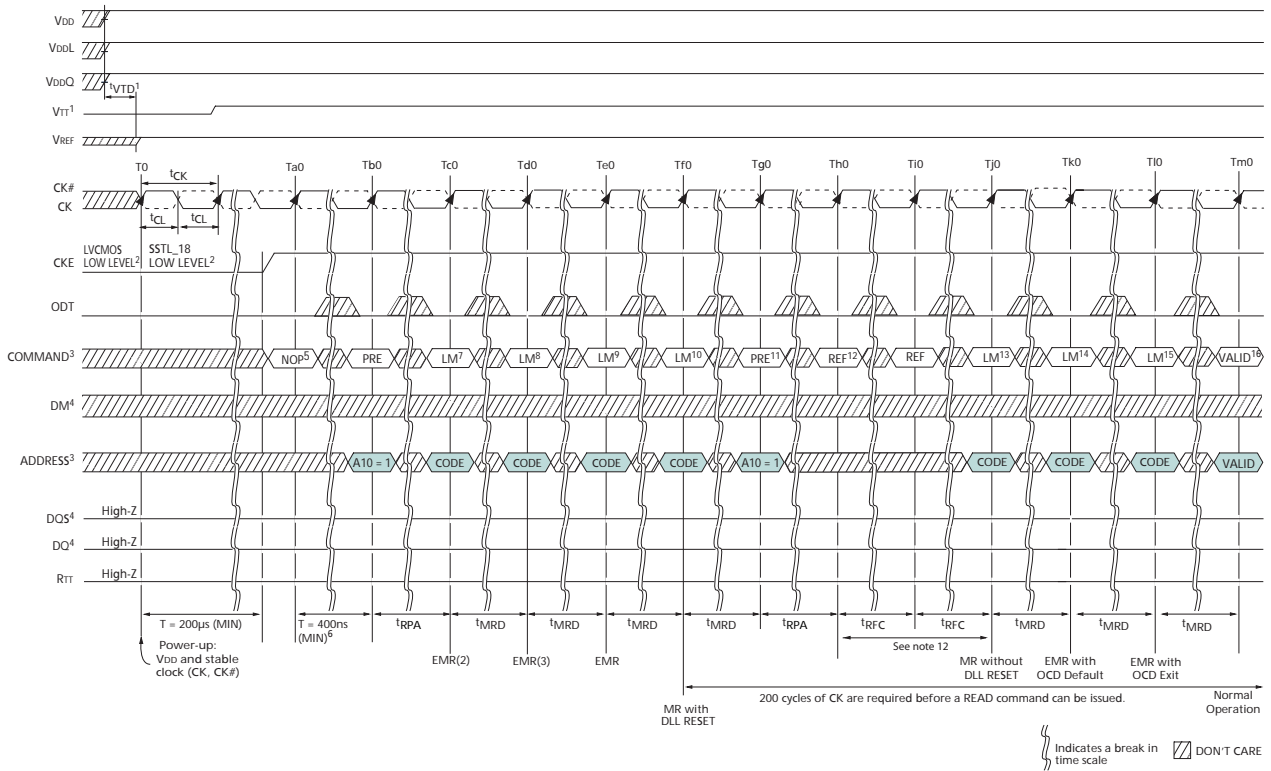 VDD
VDDL
VDDQ
tVTD1
VTT1
VREF
T0 Ta0 Tb0 Tc0 Td0 Te0 Tf0 Tg0 Th0 Ti0 Tj0 Tk0 Tl0 Tm0
tCK
CK#
CK
tCL tCL
LVCMOS SSTL_18
CKE LOW LEVEL2 LOW LEVEL2
ODT
COMMAND3 NOP5 PRE LM7 LM8 LM9 LM10 PRE11 REF12 REF LM13 LM14 LM15 VALID16
DM4
ADDRESS3 A10 = 1 CODE CODE CODE CODE A10 = 1 CODE CODE CODE VALID
DQS4 High-Z
DQ4 High-Z
RTT High-Z
T = 200µs (MIN) T = 400ns (MIN)6 tRPA tMRD tMRD tMRD tMRD tRPA tRFC tRFC tMRD tMRD tMRD
See note 12
Power-up:
VDD and stable
clock (CK, CK#)
EMR(2) EMR(3) EMR
MR without
DLL RESET
EMR with
OCD Default
EMR with
OCD Exit
200 cycles of CK are required before a READ command can be issued.
Normal
Operation
MR with
DLL RESET
Indicates a break in
time scale
DON'T CARE